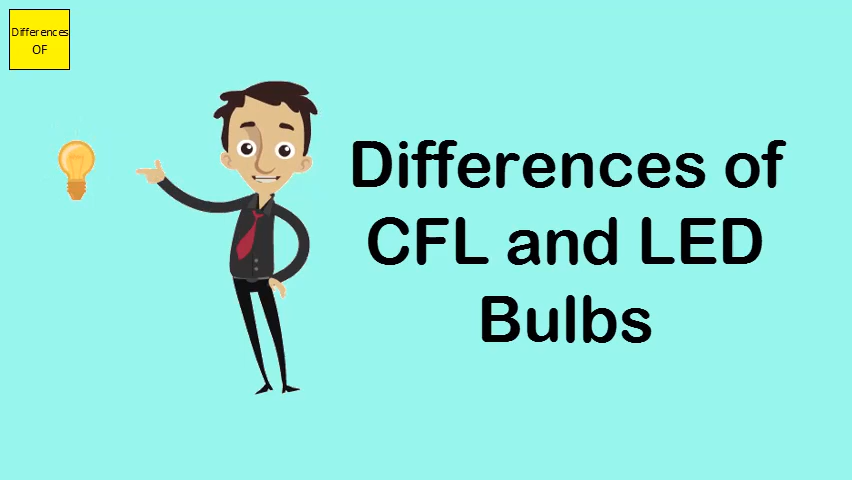 Differences
OF
Differences of
CFL and LED
Bulbs